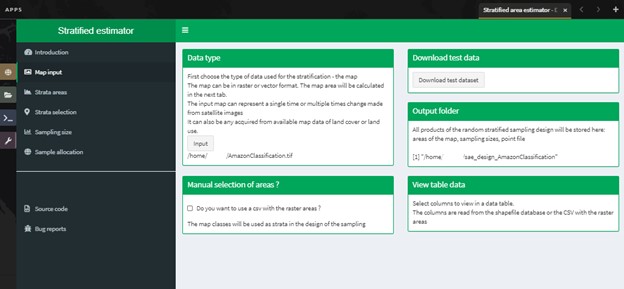 APPS
Stratified area estimator - D
Stratified estimator
Introduction
Map input
Strata areas
Strata selection
Sampling size
Sample allocation
Source code
Bug reports
Data type
First choose the type of data used for the stratification - the map
The map can be in raster or vector format. The map area will be calculated
in the next tab.
The input map can represent a single time or multiple times change made
from satellite images
It can also be any acquired from available map data of land cover or land
use.
Input
/home/ /AmazonClassification.tif
Manual selection of areas ?
Do you want to use a csv with the raster areas ?
The map classes will be used as strata in the design of the sampling
Download test data
Download test dataset
Output folder
All products of the random stratified sampling design will be stored here:
areas of the map, sampling sizes, point file
[1] "/home/ /sae_design_AmazonClassification"
View table data
Select columns to view in a data table.
The columns are read from the shapefile database or the CSV with the raster
areas